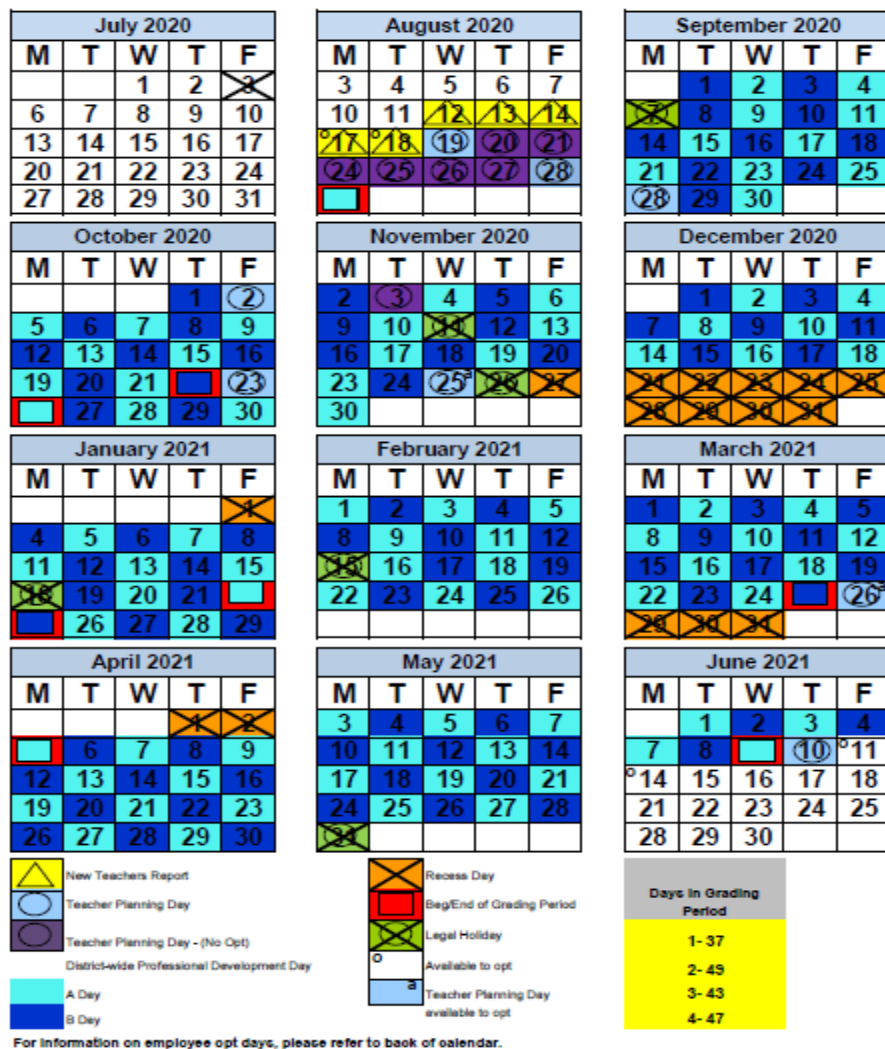 July 2020 August 2020 September 2020
M T W T F M T W T F M T W T F
1 2 3 3 4 5 6 7 1 2 3 4
6 7 8 9 10 10 11 12 13 14 7 8 9 10 11
13 14 15 16 17 o17 o18 19 20 21 14 15 16 17 18
20 21 22 23 24 24 25 26 27 28 21 22 23 24 25
27 28 29 30 31 28 29 30
October 2020 November 2020 December 2020
M T W T F M T W T F M T W T F
1 2 2 3 4 5 6 1 2 3 4
5 6 7 8 9 9 10 11 12 13 7 8 9 10 11
12 13 14 15 16 16 17 18 19 20 14 15 16 17 18
19 20 21 23 23 24 25a 26 27 21 22 23 24 25
27 28 29 30 30 28 29 30 31
January 2021 February 2021 March 2021
M T W T F M T W T F M T W T F
1 1 2 3 4 5 1 2 3 4 5
4 5 6 7 8 8 9 10 11 12 8 9 10 11 12
11 12 13 14 15 15 16 17 18 19 15 16 17 18 19
18 19 20 21 22 23 24 25 26 22 23 24 26a
26 27 28 29 29 30 31
April 2021 May 2021 June 2021
M T W T F M T W T F M T W T F
1 2 3 4 5 6 7 1 2 3 4
6 7 8 9 10 11 12 13 14 7 8 10 o11
12 13 14 15 16 17 18 19 20 21 o14 15 16 17 18
19 20 21 22 23 24 25 26 27 28 21 22 23 24 25
26 27 28 29 30 31 28 29 30
New Teachers Report
Teacher Planning Day
Teacher Planning Day - (No Opt)
District-wide Professional Development Day
A Day
B Day
Recess Day
Beg/End of Grading Period
Legal Holiday
o Available to opt
a Teacher Planning Day
available to opt
Days in Grading
Period
1- 37
2- 49
3- 43
4- 47
For information on employee opt days, please refer to back of calendar.